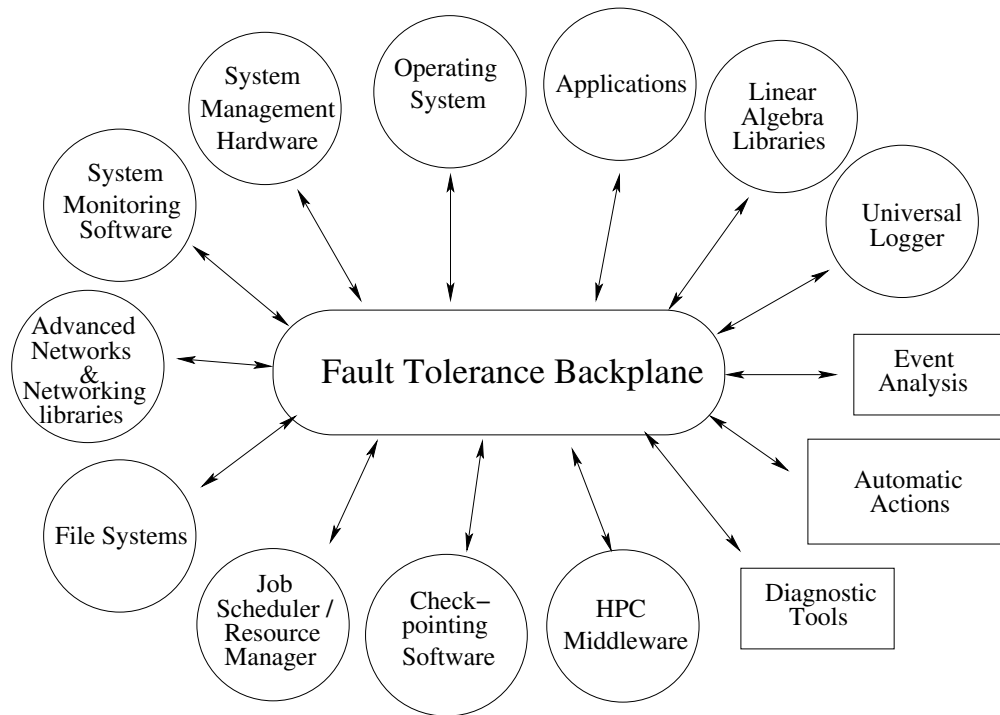 System
Management
Hardware
Operating
System
Applications
Linear
Algebra
Libraries
System
Monitoring
Software
Universal
Logger
Advanced
Networks
&
Networking
libraries
Fault Tolerance Backplane
Event
Analysis
Automatic
Actions
File Systems
Job
Scheduler /
Resource
Manager
Check-
pointing
Software
HPC
Middleware
Diagnostic
Tools